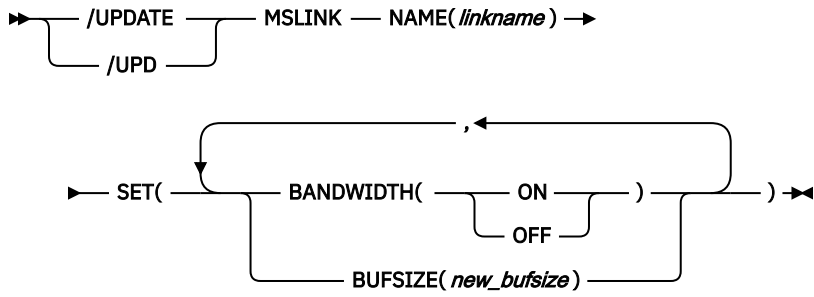 /UPDATE MSLINK NAME(linkname)
/UPD
,
SET( BANDWIDTH( ON ) )
OFF
BUFSIZE(new_bufsize)